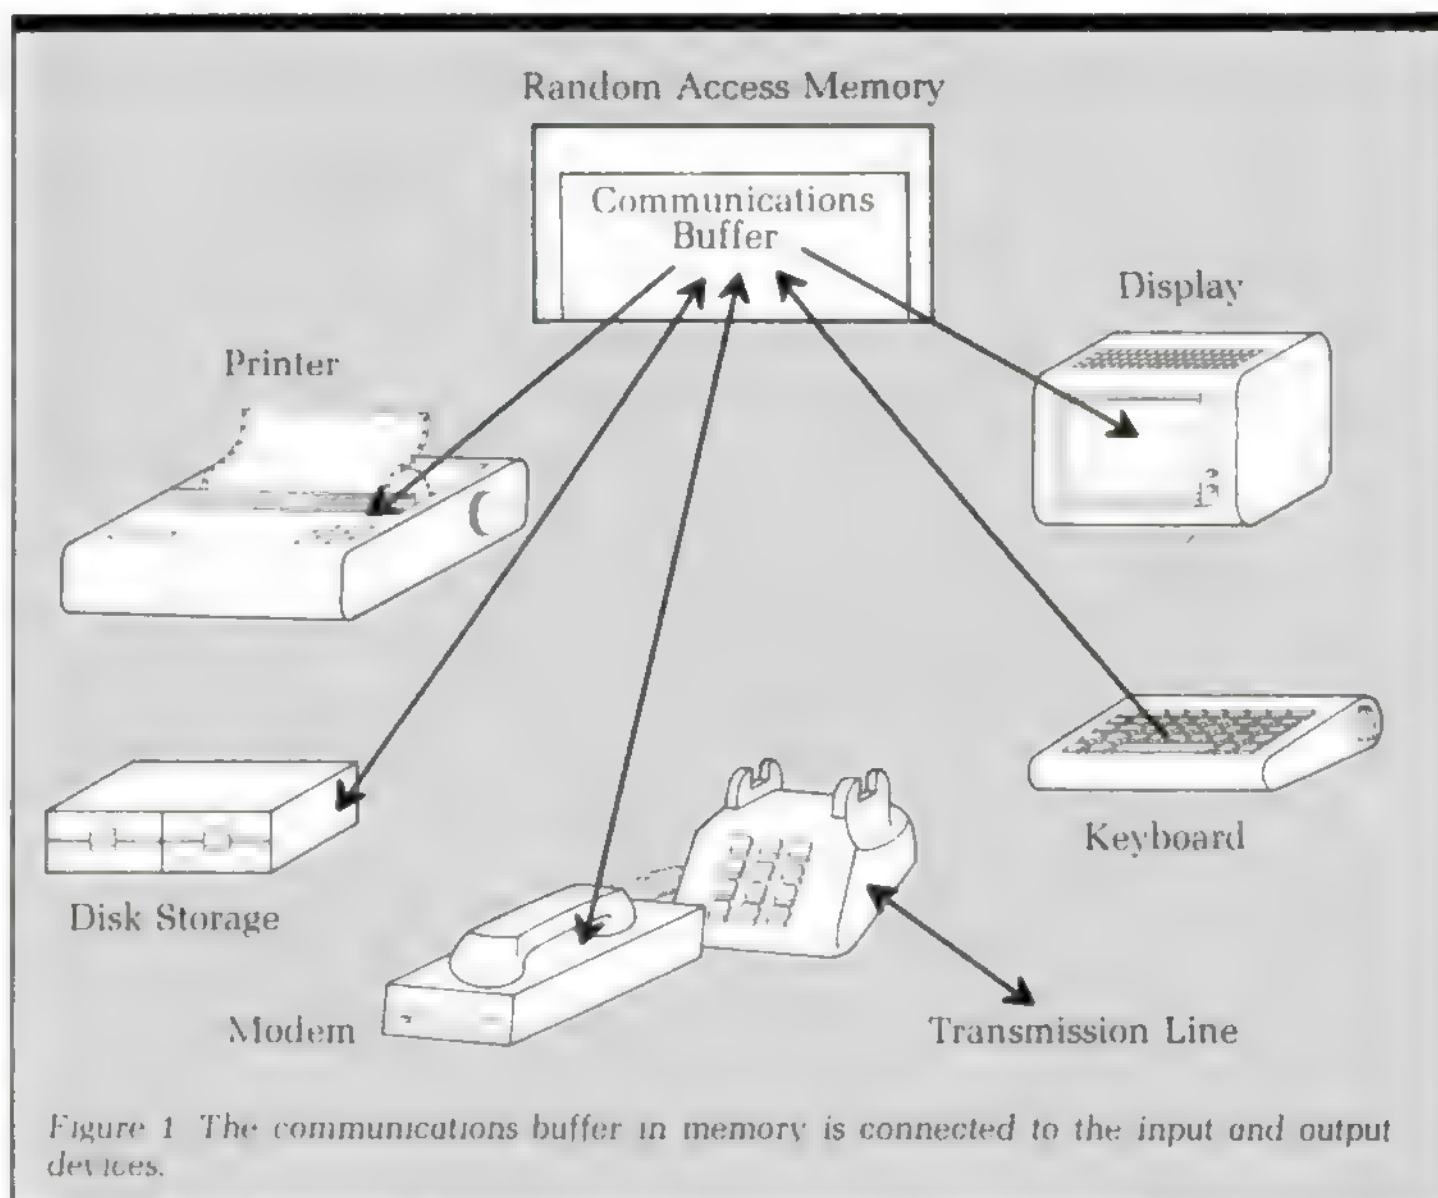 Random Access Memory
Communications
Buffer
Display
Printer
Keyboard
Disk Storage
Modem
Transmission Line
Figure 1 The communications buffer in memory is connected to the input and output
devices.